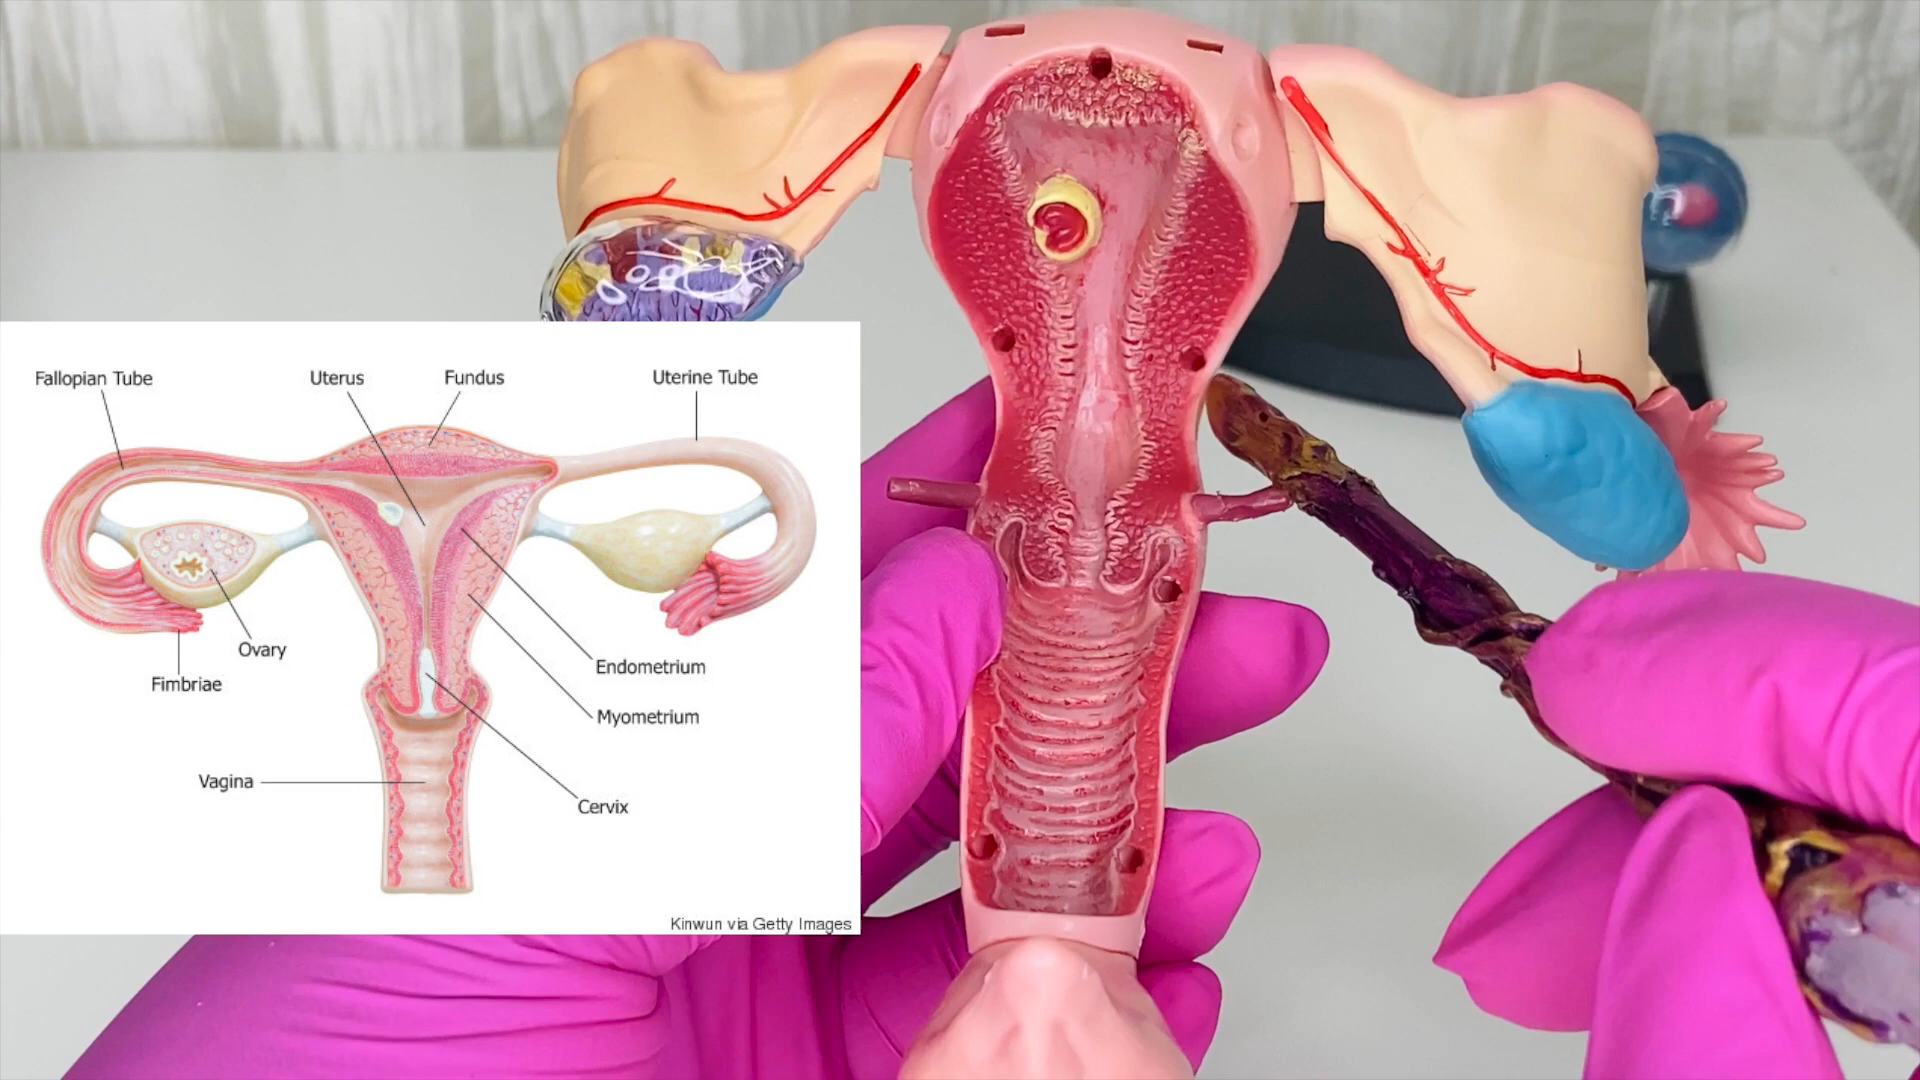 Fallopian Tube
Uterus
Fundus
Uterine Tube
Ovary
Fimbriae
Endometrium
Myometrium
Vagina
Cervix
Kinwun via Getty Images